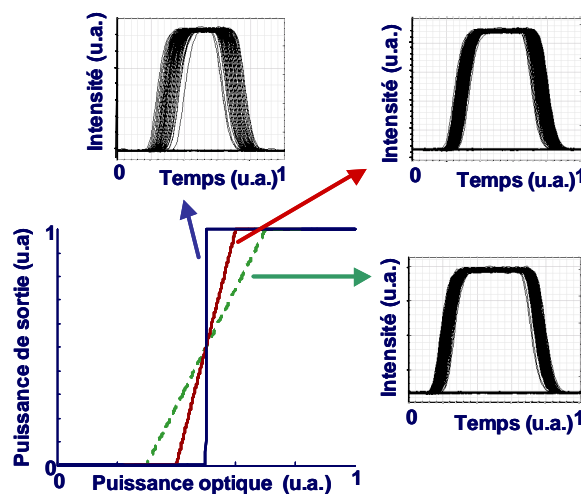 Intensité (u.a.)
0
Temps (u.a.)
1
Intensité (u.a.)
0
Temps (u.a.)
1
Puissance de sortie (u.a)
1
0
0
Puissance optique (u.a.)
1
Intensité (u.a.)
0
Temps (u.a.)
1